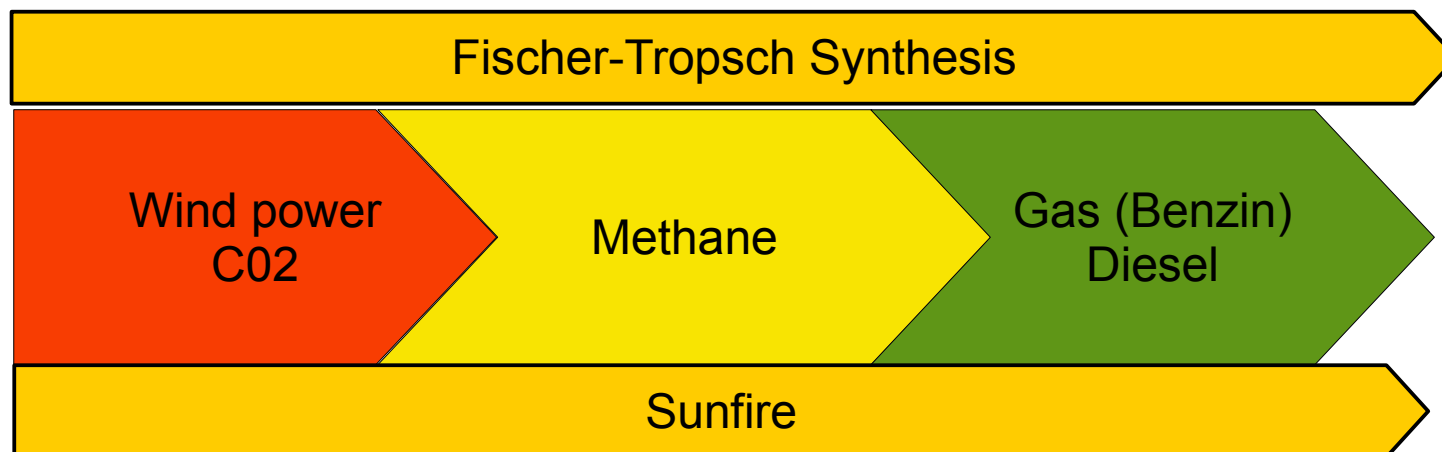 Fischer-Tropsch Synthesis
Wind power
C02
Methane
Gas (Benzin)
Diesel
Sunfire